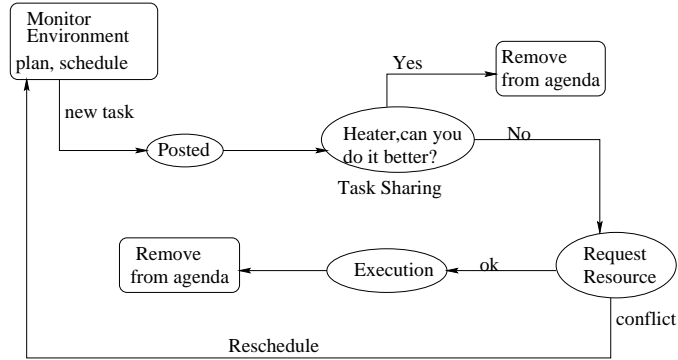 Monitor
Environment
plan, schedule
new task
Posted
Heater,can you
do it better?
Task Sharing
Yes
Remove
from agenda
No
Request
Resource
ok
Execution
Remove
from agenda
conflict
Reschedule